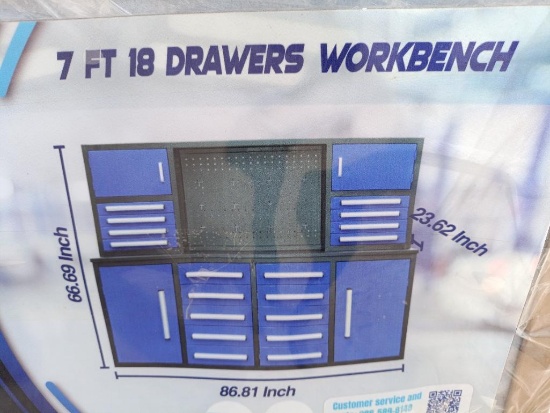 7 FT 18 DRAWERS WORKBENCH
66.69 Inch
23.62 Inch
86.81 Inch
Customer service and